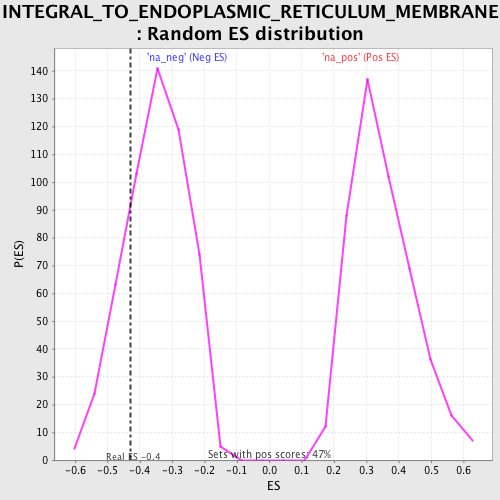 INTEGRAL_TO_ENDOPLASMIC_RETICULUM_MEMBRANE
: Random ES distribution
'na_neg' (Neg ES)
'na_pos' (Pos ES)
140
130
120
110
100
90
80
70
60
50
40
30
20
10
0
P(ES)
Real ES -0.4
Sets with pos scores: 47%
-0.6 -0.5 -0.4 -0.3 -0.2 -0.1 0.0 0.1 0.2 0.3 0.4 0.5 0.6
ES